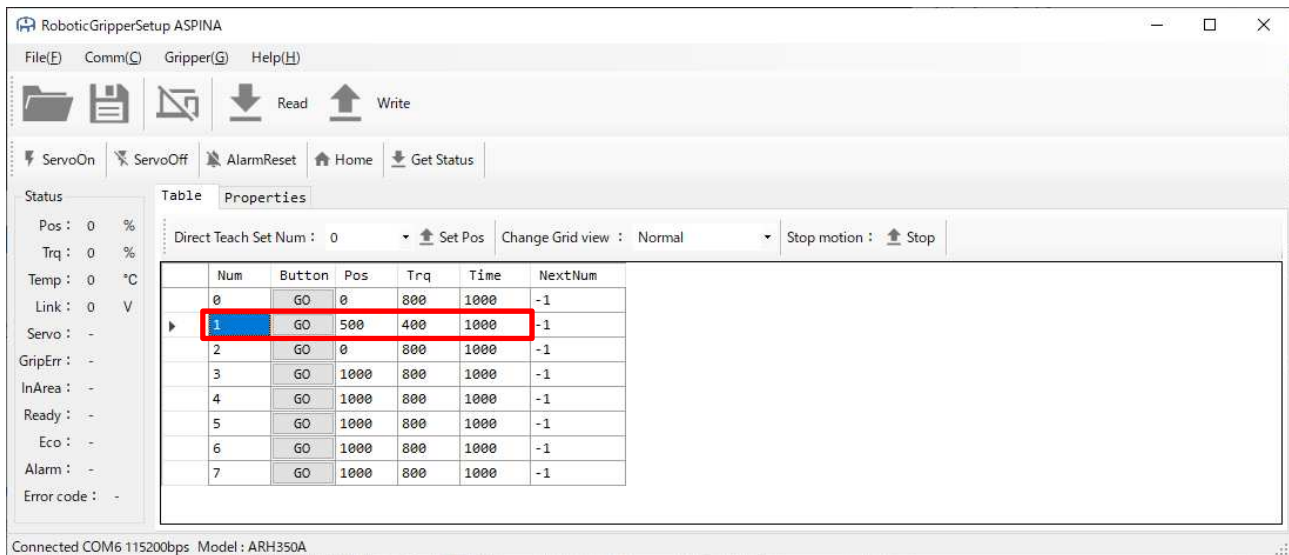 RoboticGripperSetup ASPINA
File(F) Comm(C) Gripper(G) Help(H)
Read Write
ServoOn ServoOff AlarmReset Home Get Status
Status
Pos : 0 %
Trq : 0 %
Temp : 0 °C
Link : 0 V
Servo : -
GripErr : -
InArea : -
Ready : -
Eco : -
Alarm : -
Error code : -
Table Properties
Direct Teach Set Num : 0 Set Pos Change Grid view : Normal Stop motion : Stop
Num Button Pos Trq Time NextNum
0 GO 0 800 1000 -1
1 GO 500 400 1000 -1
2 GO 0 800 1000 -1
3 GO 1000 800 1000 -1
4 GO 1000 800 1000 -1
5 GO 1000 800 1000 -1
6 GO 1000 800 1000 -1
7 GO 1000 800 1000 -1
Connected COM6 115200bps Model : ARH350A